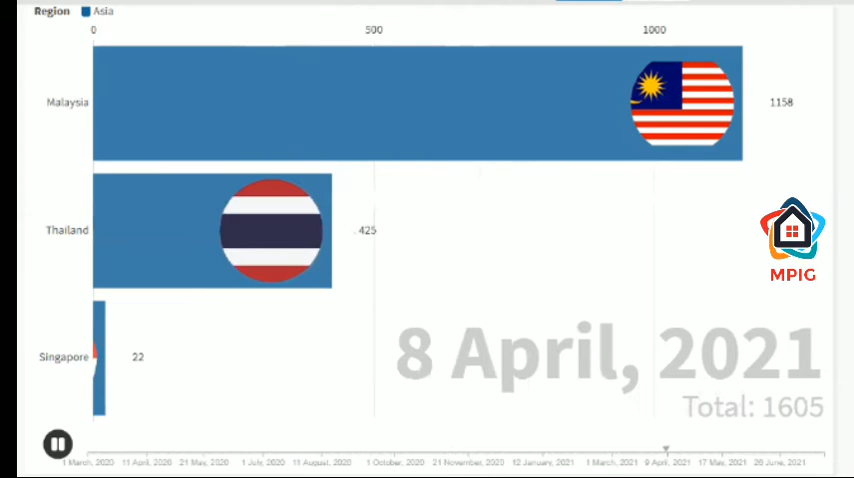 Region Asia
0 500 1000
Malaysia 1158
Thailand 425
MPIG
Singapore 22
8 April, 2021
Total: 1605
1 March, 2020 11 April, 2020 21 May, 2020 1 July, 2020 11 August, 2020 1 October, 2020 21 November, 2020 12 January, 2021 1 March, 2021 9 April, 2021 17 May, 2021 26 June, 2021